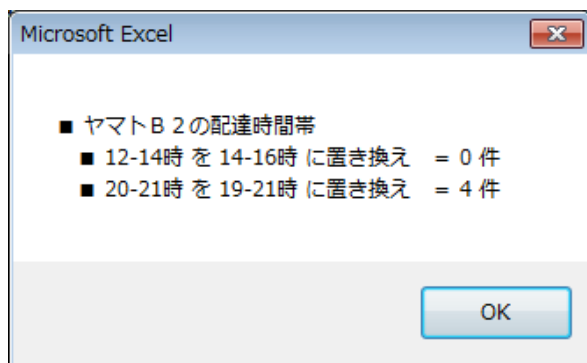 Microsoft Excel
■ ヤマトB2の配達時間帯
■ 12-14時 を 14-16時 に置き換え = 0 件
■ 20-21時 を 19-21時 に置き換え = 4 件
OK